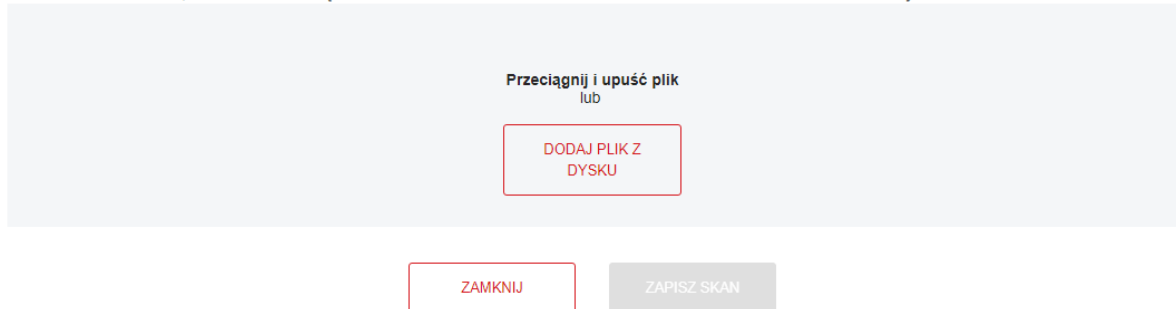 Przeciągnij i upuść plik
lub
DODAJ PLIK Z
DYSKU
ZAMKNIJ
ZAPISZ SKAN